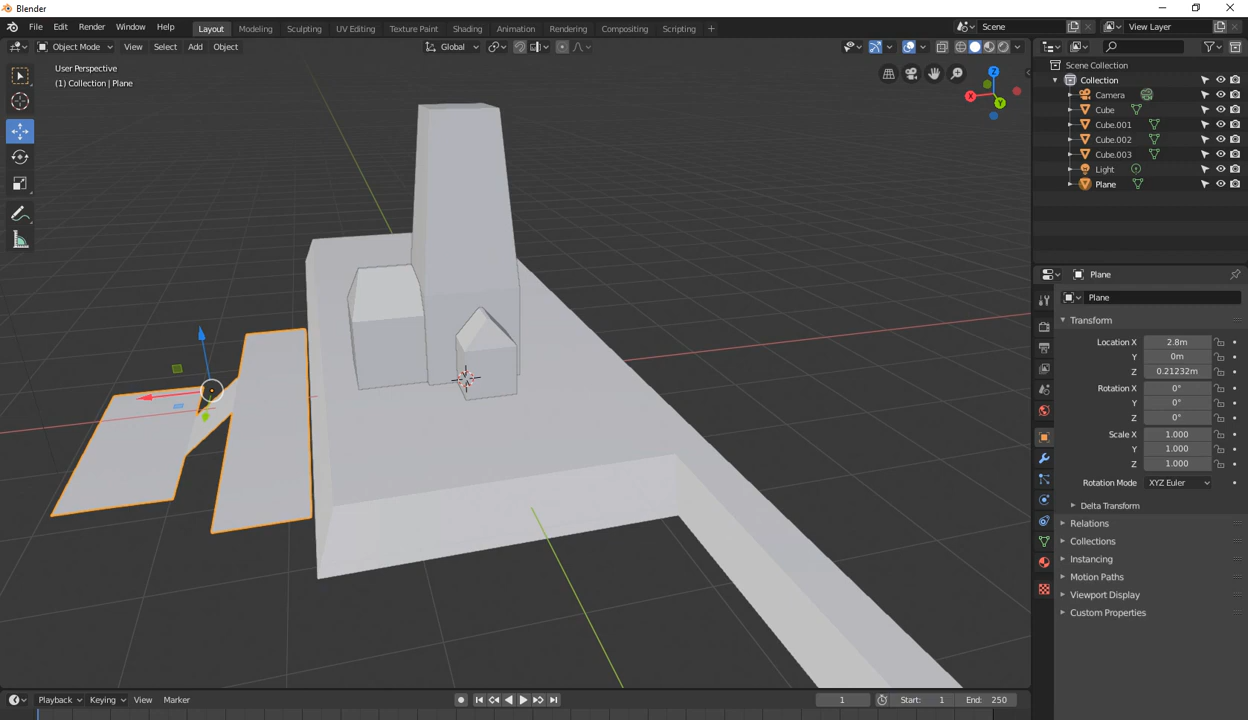 Blender
File Edit Render Window Help
Layout Modeling Sculpting UV Editing Texture Paint Shading Animation Rendering Compositing Scripting +
Scene
View Layer
Object Mode View Select Add Object
Global
User Perspective
(1) Collection | Plane
Z
X
Y
Scene Collection
Collection
Camera
Cube
Cube.001
Cube.002
Cube.003
Light
Plane
Plane
Plane
Transform
Location X 2.8m
Y 0m
Z 0.21232m
Rotation X 0°
Y 0°
Z 0°
Scale X 1.000
Y 1.000
Z 1.000
Rotation Mode XYZ Euler
Delta Transform
Relations
Collections
Instancing
Motion Paths
Viewport Display
Custom Properties
Playback Keying View Marker
1
Start: 1
End: 250